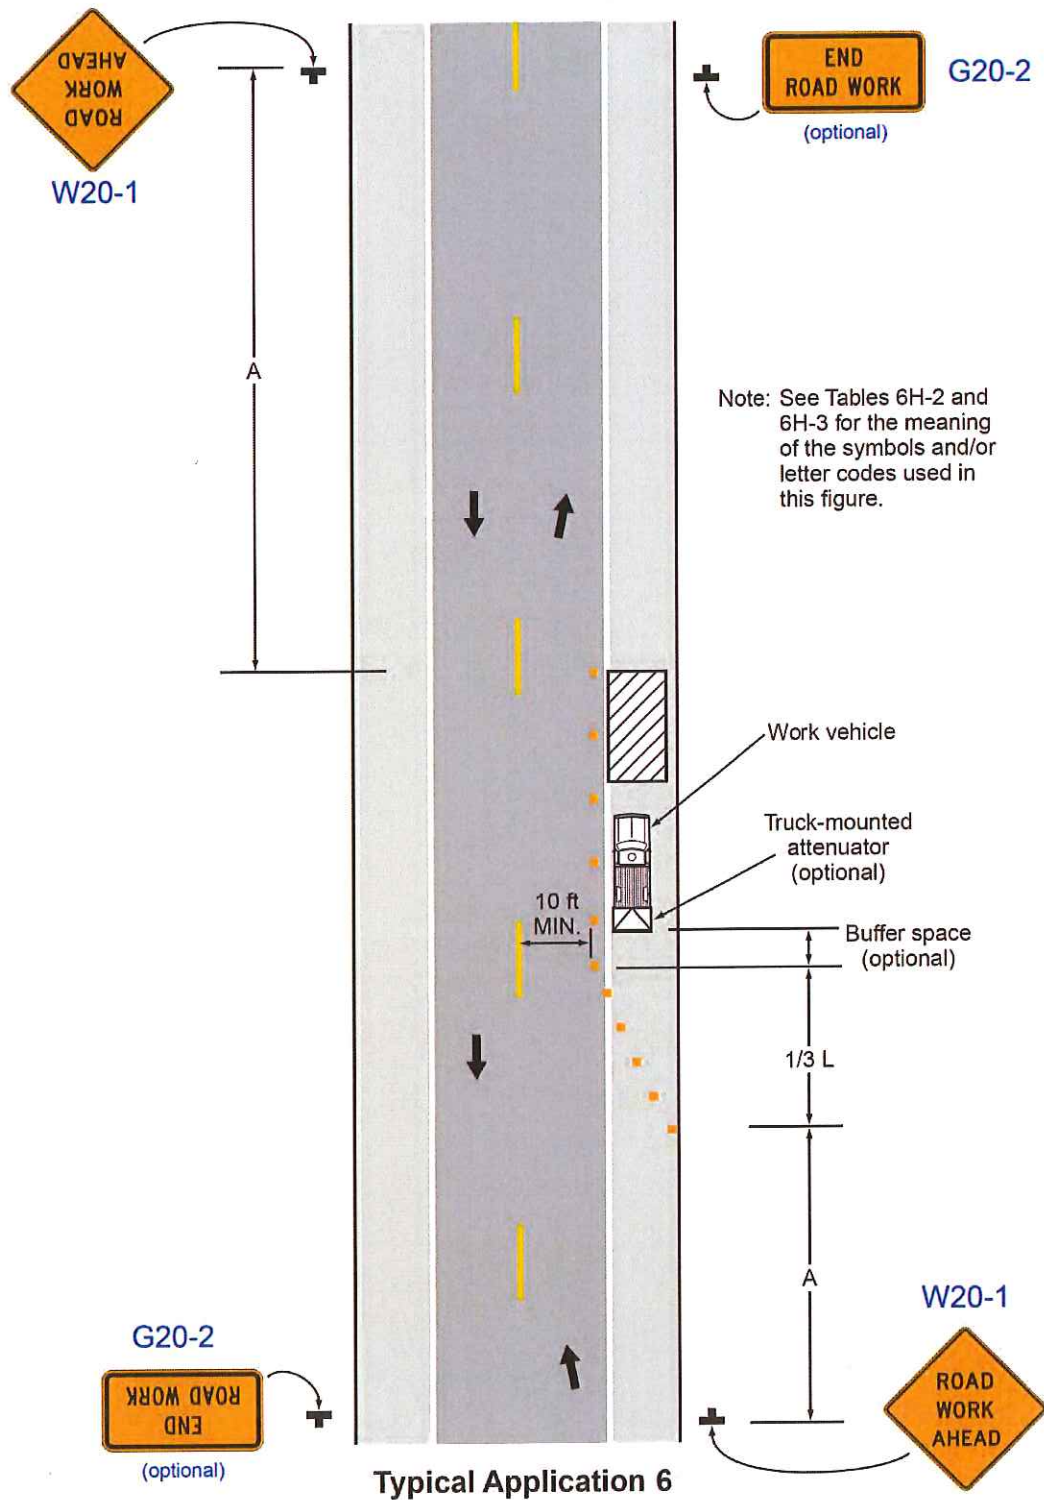 ROAD
WORK
AHEAD
W20-1
END
ROAD WORK
G20-2
(optional)
A
Note: See Tables 6H-2 and
6H-3 for the meaning
of the symbols and/or
letter codes used in
this figure.
Work vehicle
Truck-mounted
attenuator
(optional)
10 ft
MIN.
Buffer space
(optional)
1/3 L
A
W20-1
G20-2
END
ROAD WORK
(optional)
ROAD
WORK
AHEAD
Typical Application 6